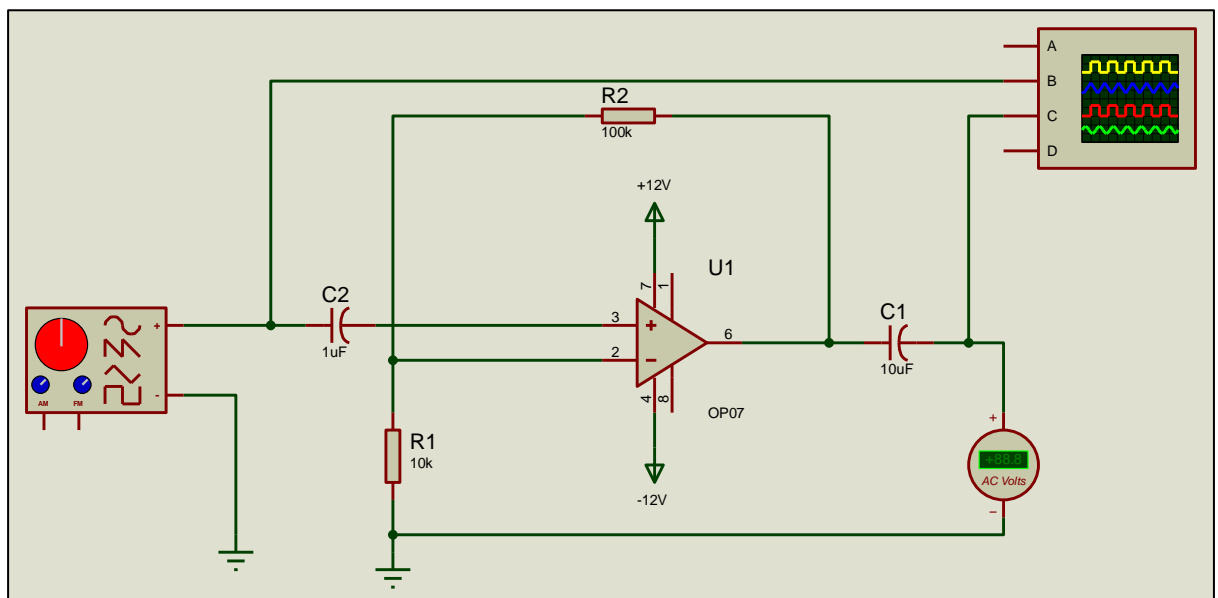 A
B
C
D
R2
100k
+12V
U1
7
1
C2
1uF
3
2
6
4
8
OP07
-12V
C1
10uF
+
-
AM
FM
R1
10k
+
+88.8
AC Volts